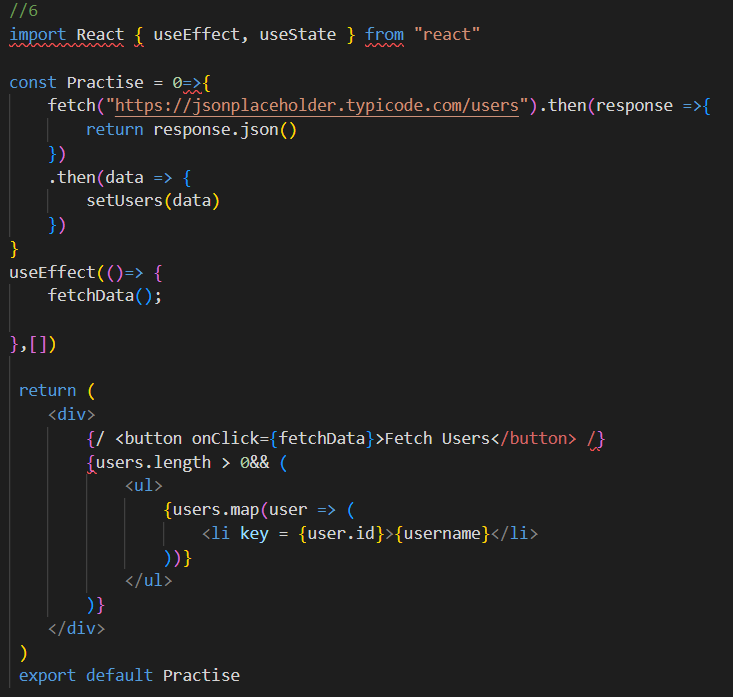 //6
import React { useEffect, useState } from "react"
const Practise = 0=>{
fetch("https://jsonplaceholder.typicode.com/users").then(response =>{
return response.json()
})
.then(data => {
setUsers(data)
})
}
useEffect(()=> {
fetchData();
},[])
return (
<div>
{/ <button onClick={fetchData}>Fetch Users</button> /}
{users.length > 0&& (
<ul>
{users.map(user => (
<li key = {user.id}>{username}</li>
))}
</ul>
)}
</div>
)
export default Practise